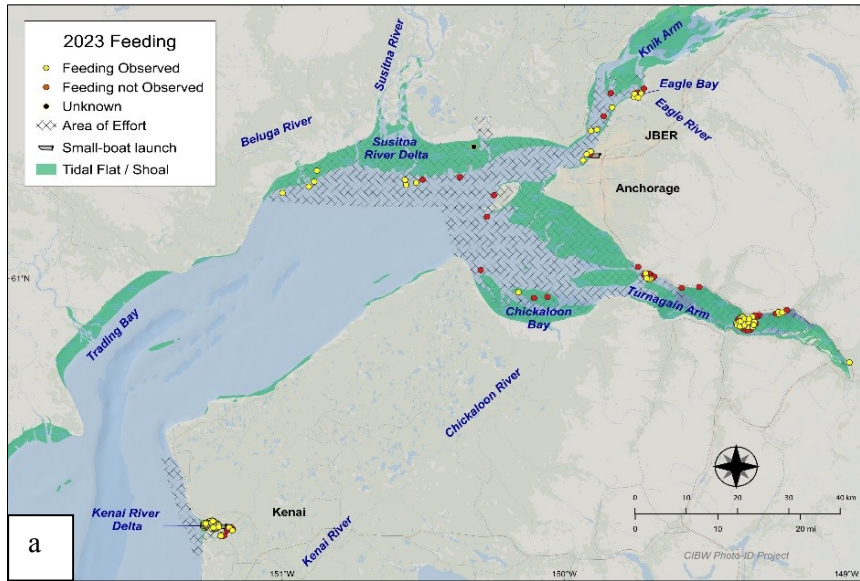 2023 Feeding
Feeding Observed
Feeding not Observed
Unknown
Area of Effort
Small-boat launch
Tidal Flat / Shoal
Susitna River
Knik Arm
Eagle Bay
Eagle River
JBER
Beluga River
Susitna
River Delta
Anchorage
61°N
Trading Bay
Turnagain Arm
Chickaloon
Bay
Chickaloon River
Kenai River
Delta
Kenai
Kenai River
0 10 20 30 40 km
0 10 20 mi
CIBW Photo-ID Project
a
151°W
150°W
149°W